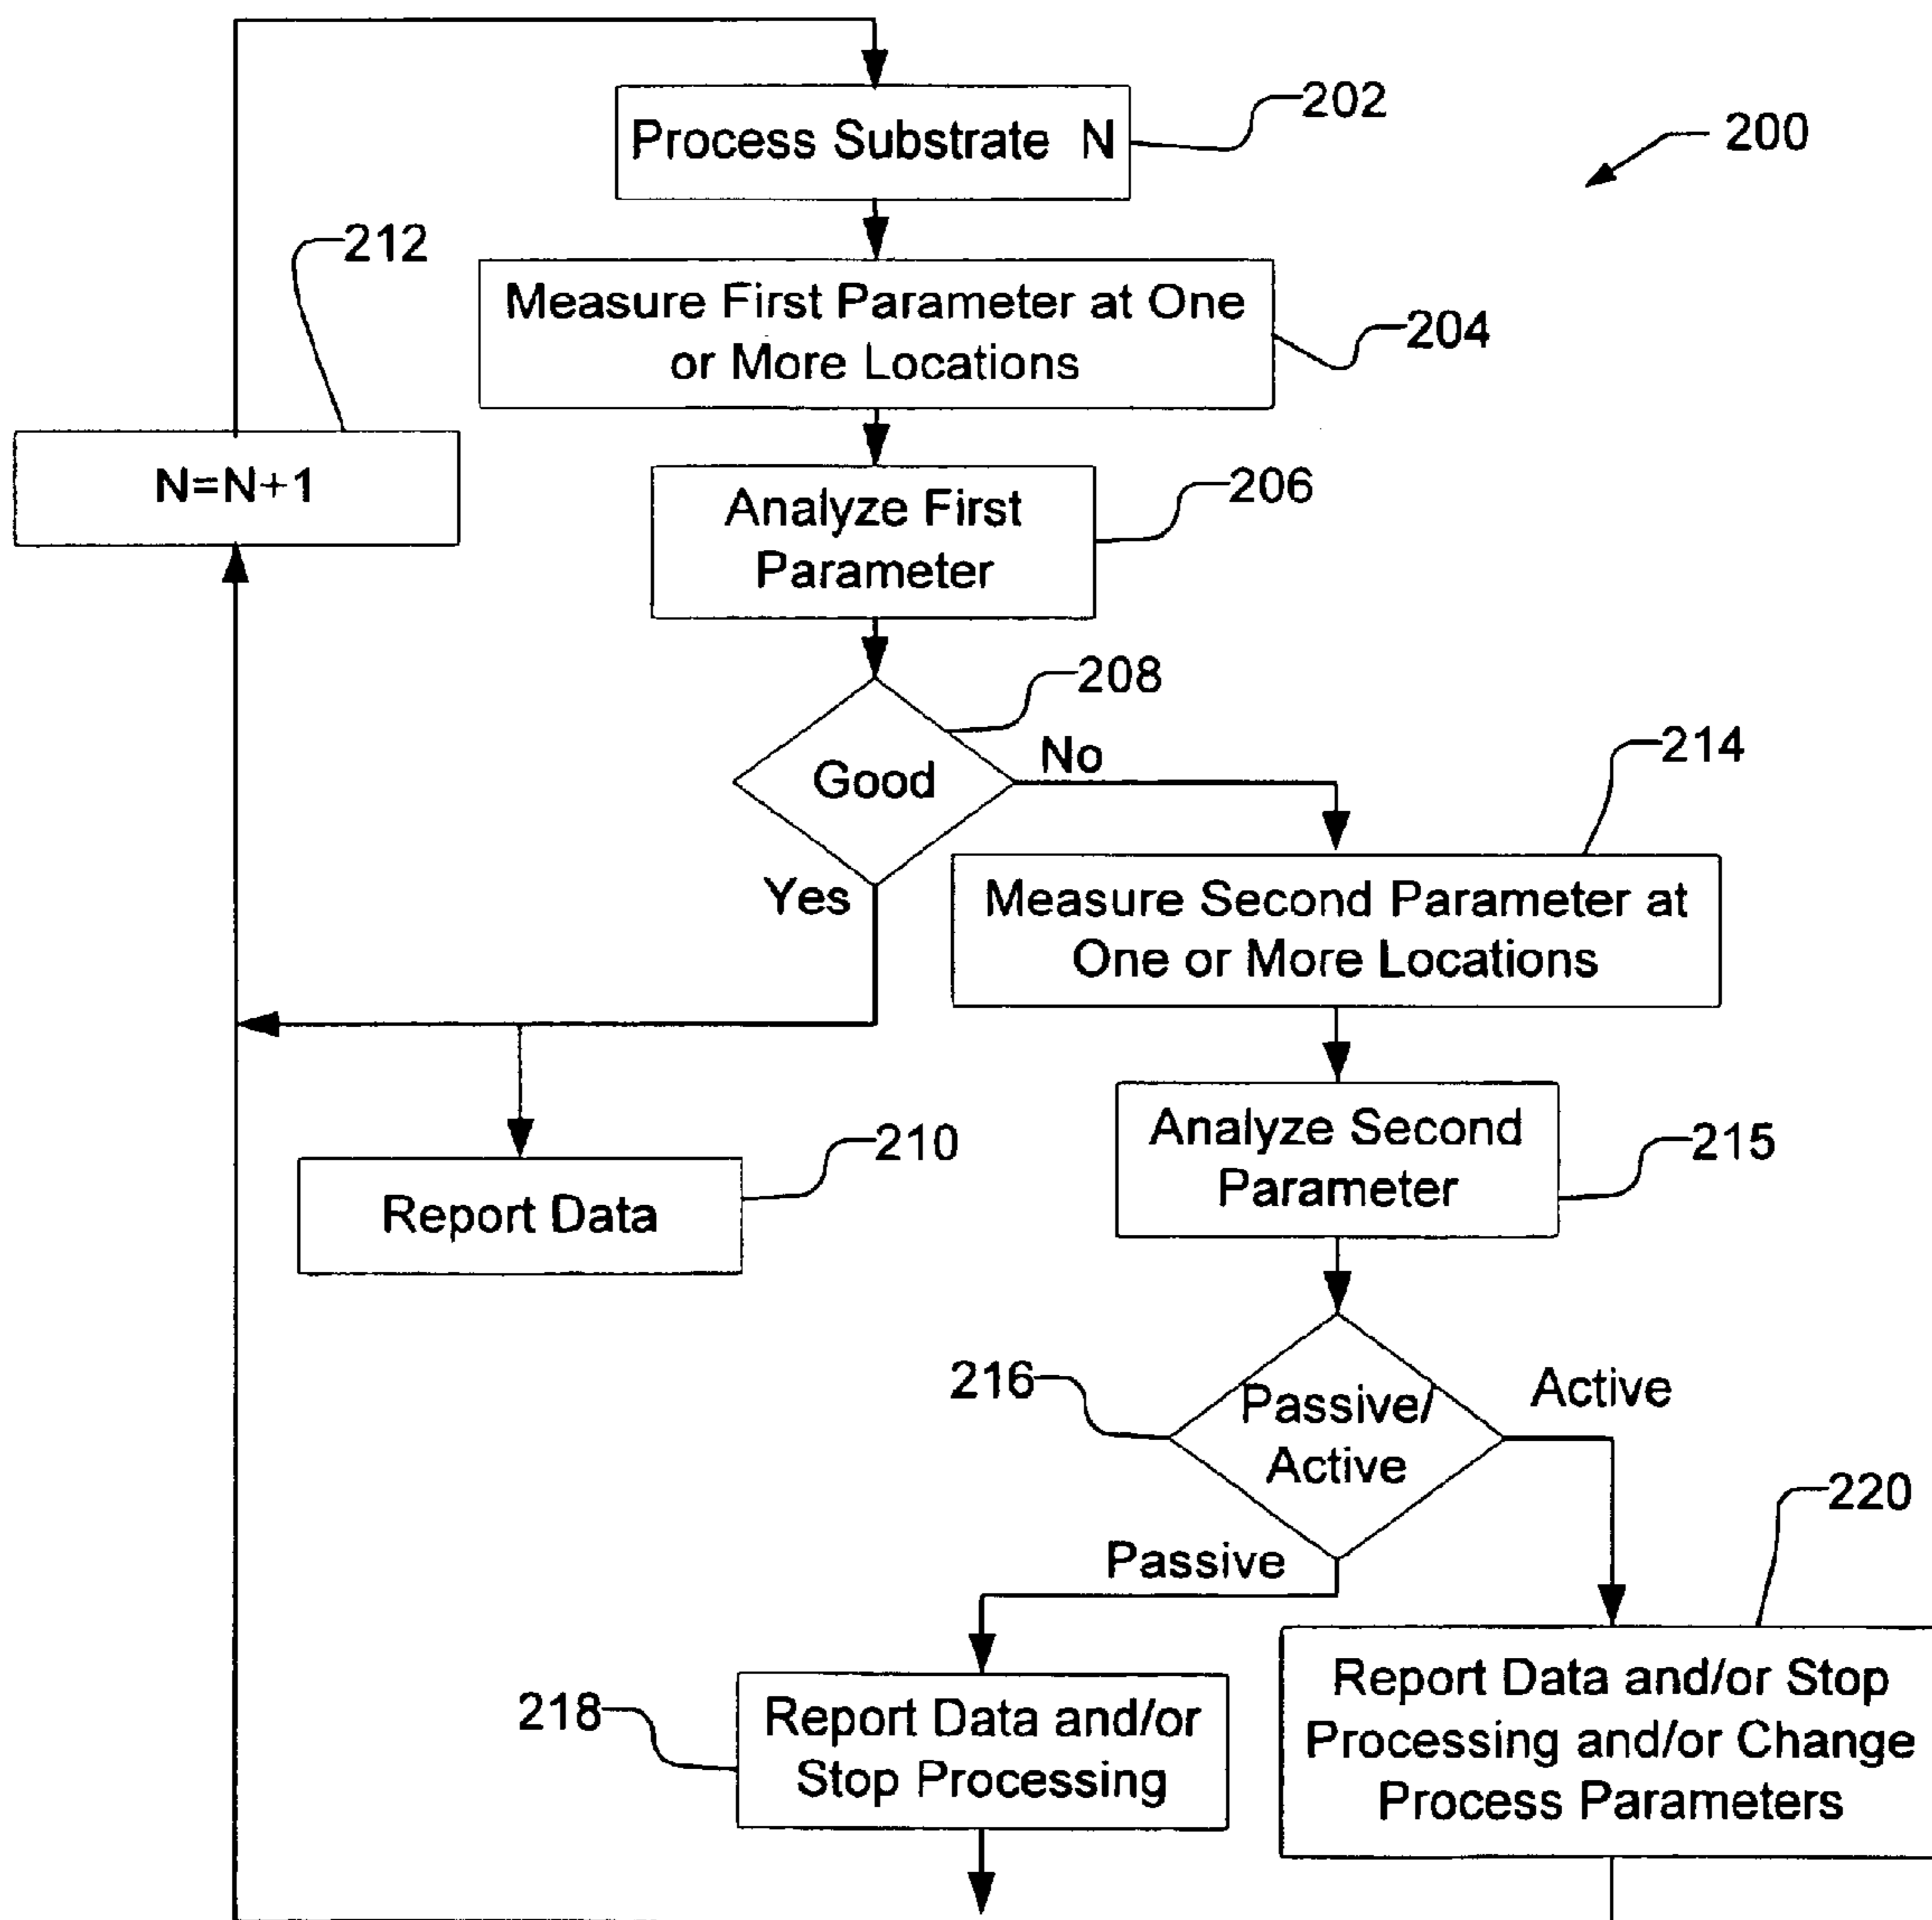 Process Substrate N
202
200
212
Measure First Parameter at One
or More Locations
204
N=N+1
Analyze First
Parameter
206
208
Good
No
Yes
214
Measure Second Parameter at
One or More Locations
Analyze Second
Parameter
215
210
Report Data
216
Passive/
Active
Active
Passive
220
218
Report Data and/or
Stop Processing
Report Data and/or Stop
Processing and/or Change
Process Parameters